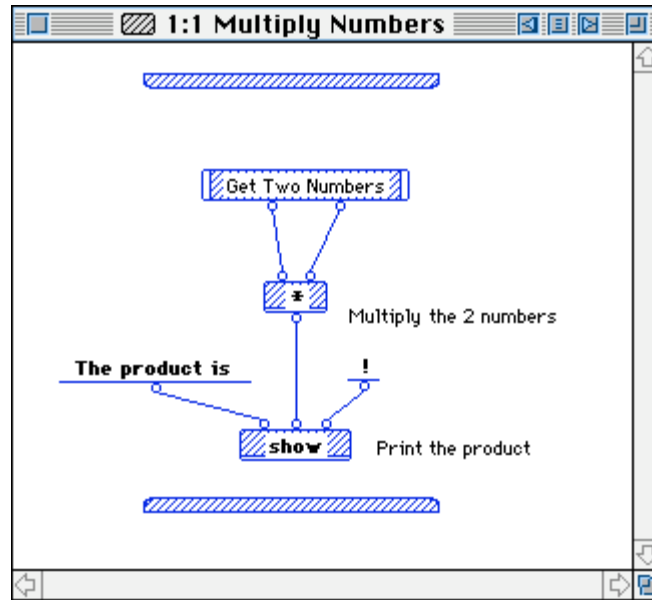 1:1 Multiply Numbers
Get Two Numbers
*
Multiply the 2 numbers
The product is
!
show
Print the product